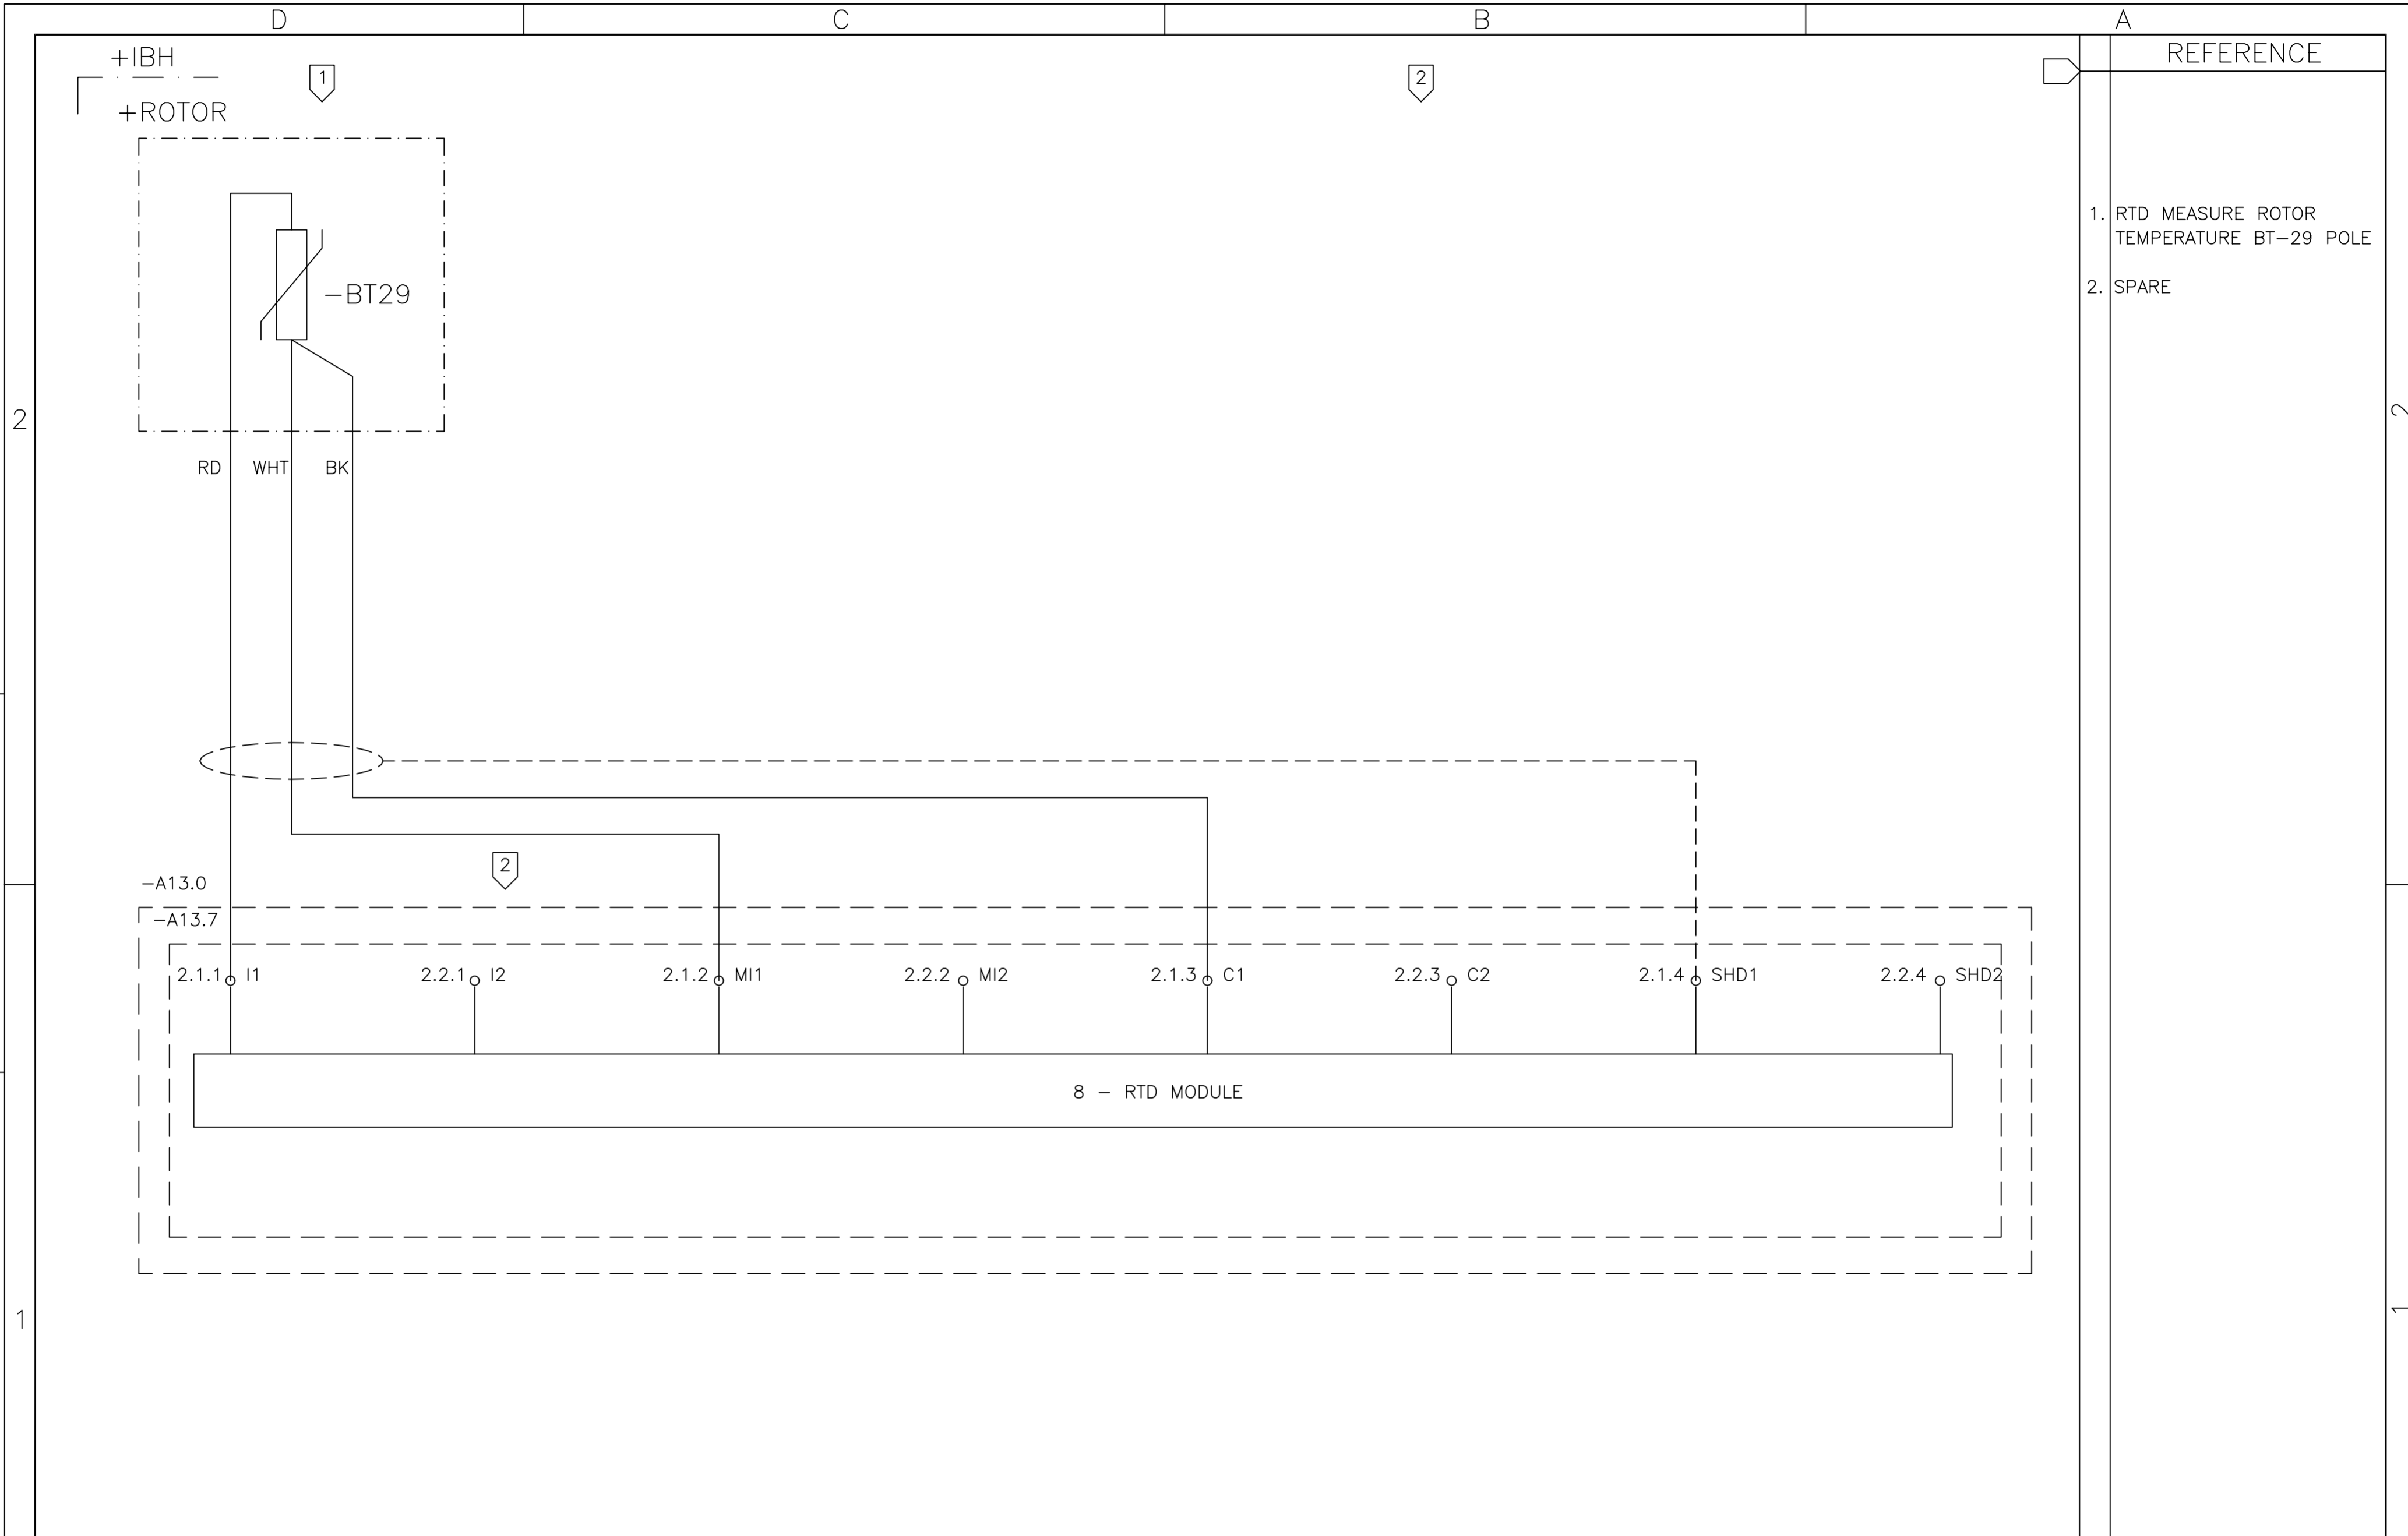 D C B A
+IBH
1
2
REFERENCE
+ROTOR
1. RTD MEASURE ROTOR
TEMPERATURE BT-29 POLE
2. SPARE
-BT29
2
2
RD WHT BK
2
-A13.0
-A13.7
2.1.1 I1 2.2.1 I2 2.1.2 MI1 2.2.2 MI2 2.1.3 C1 2.2.3 C2 2.1.4 SHD1 2.2.4 SHD2
8 - RTD MODULE
1
1